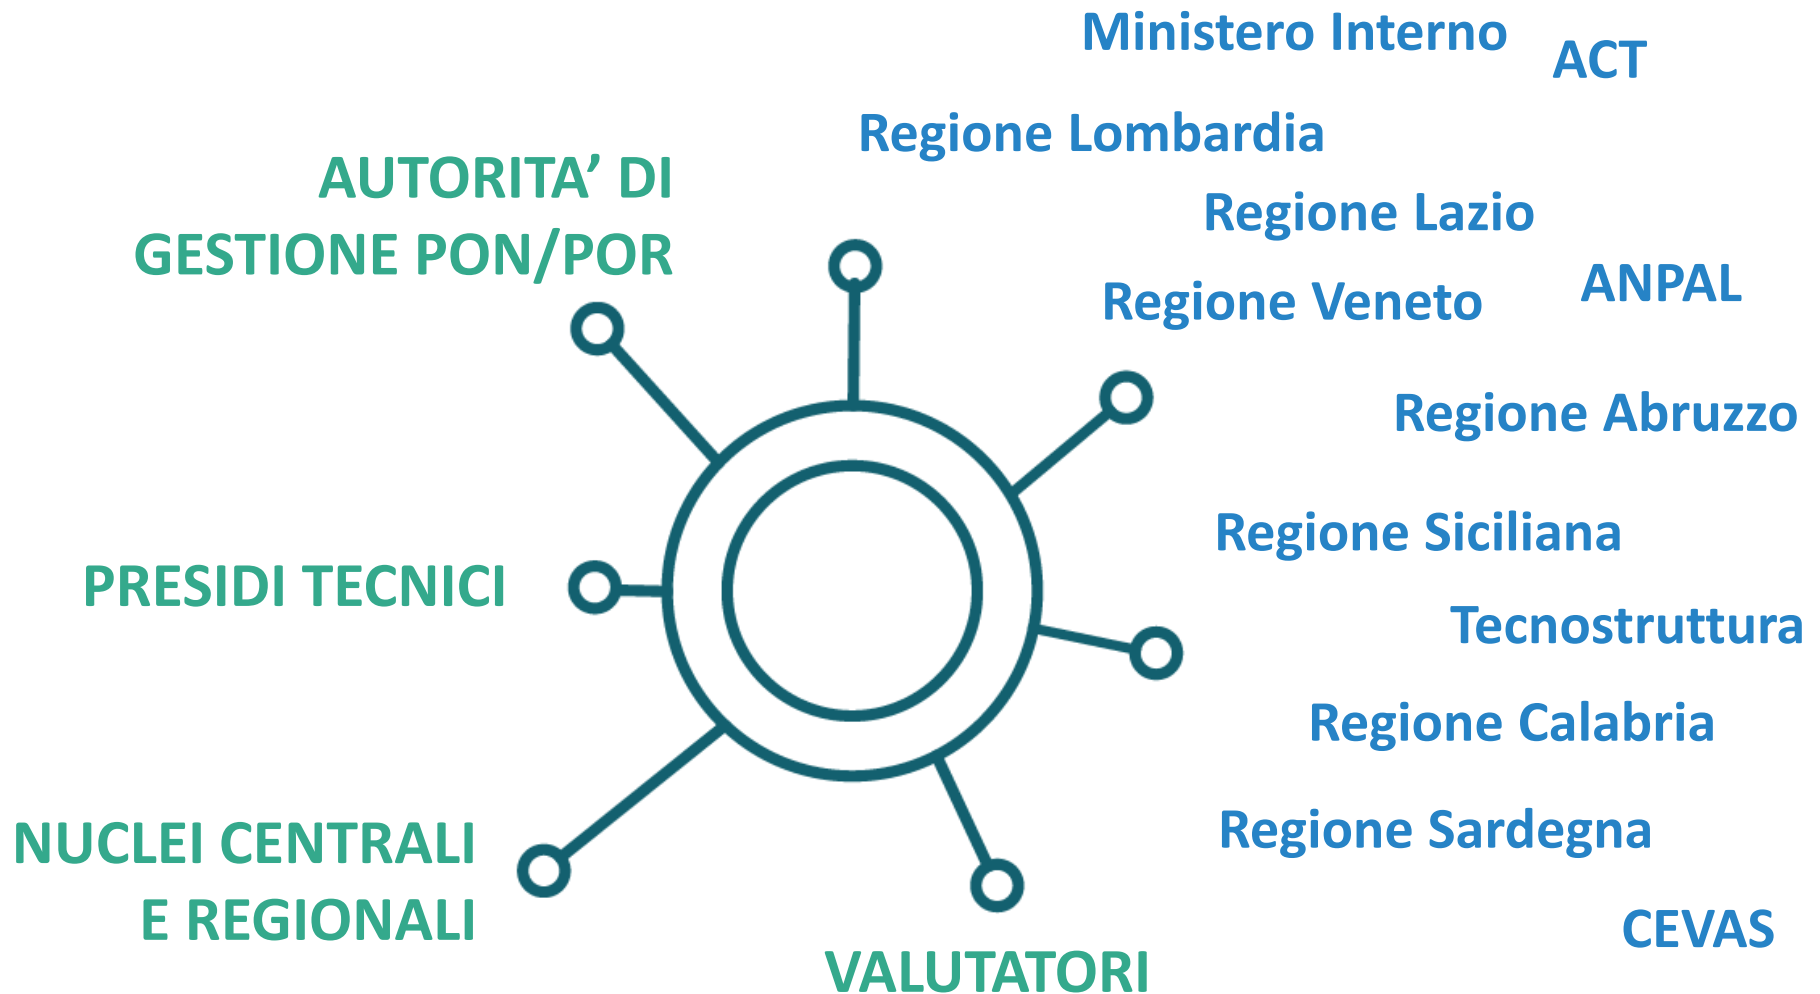 Ministero Interno
ACT
Regione Lombardia
AUTORITA’ DI
GESTIONE PON/POR
Regione Lazio
ANPAL
Regione Veneto
Regione Abruzzo
Regione Siciliana
PRESIDI TECNICI
Tecnostruttura
Regione Calabria
NUCLEI CENTRALI
E REGIONALI
Regione Sardegna
CEVAS
VALUTATORI